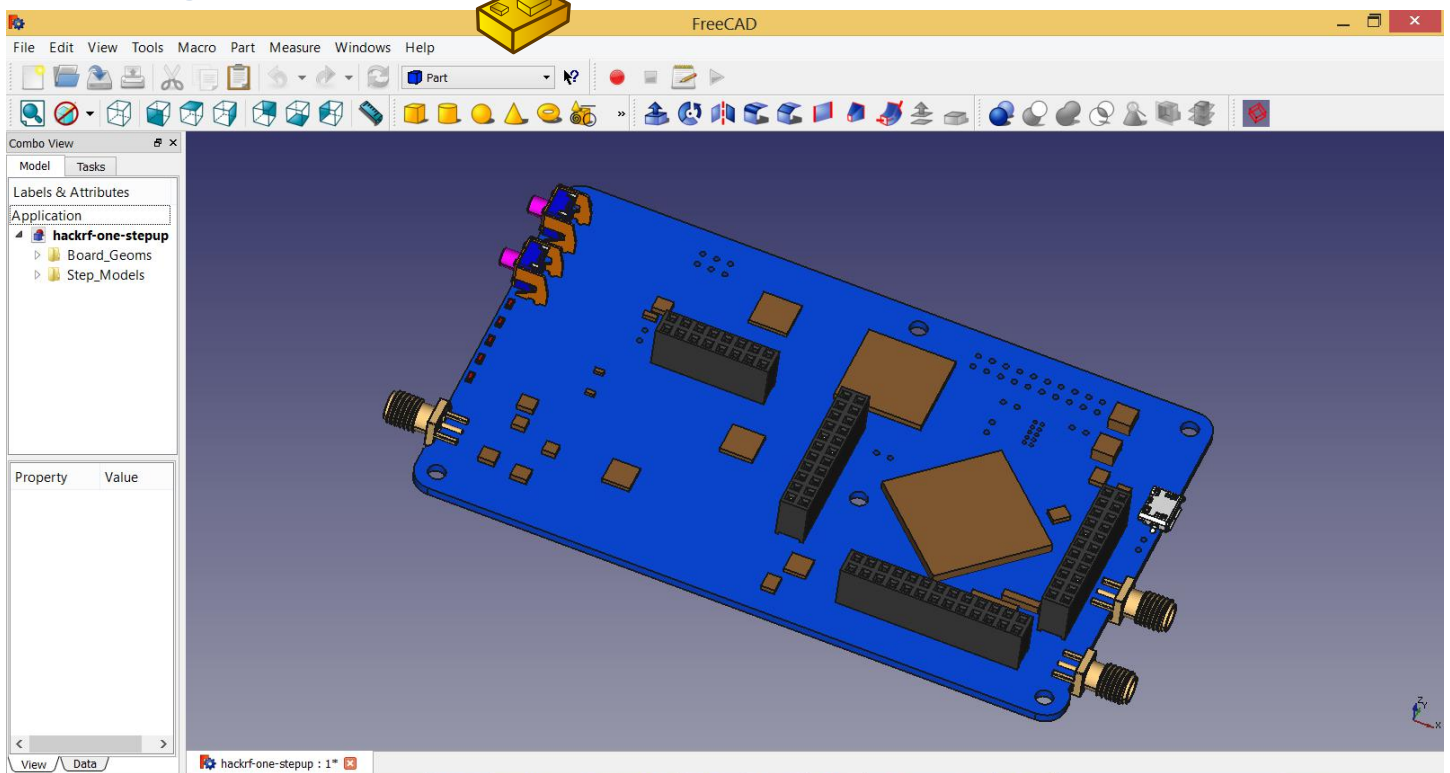 FreeCAD
File Edit View Tools Macro Part Measure Windows Help
Part
Combo View
Model Tasks
Labels & Attributes
Application
hackrf-one-stepup
Board_Geoms
Step_Models
Property Value
View Data
hackrf-one-stepup : 1*
Zy
x